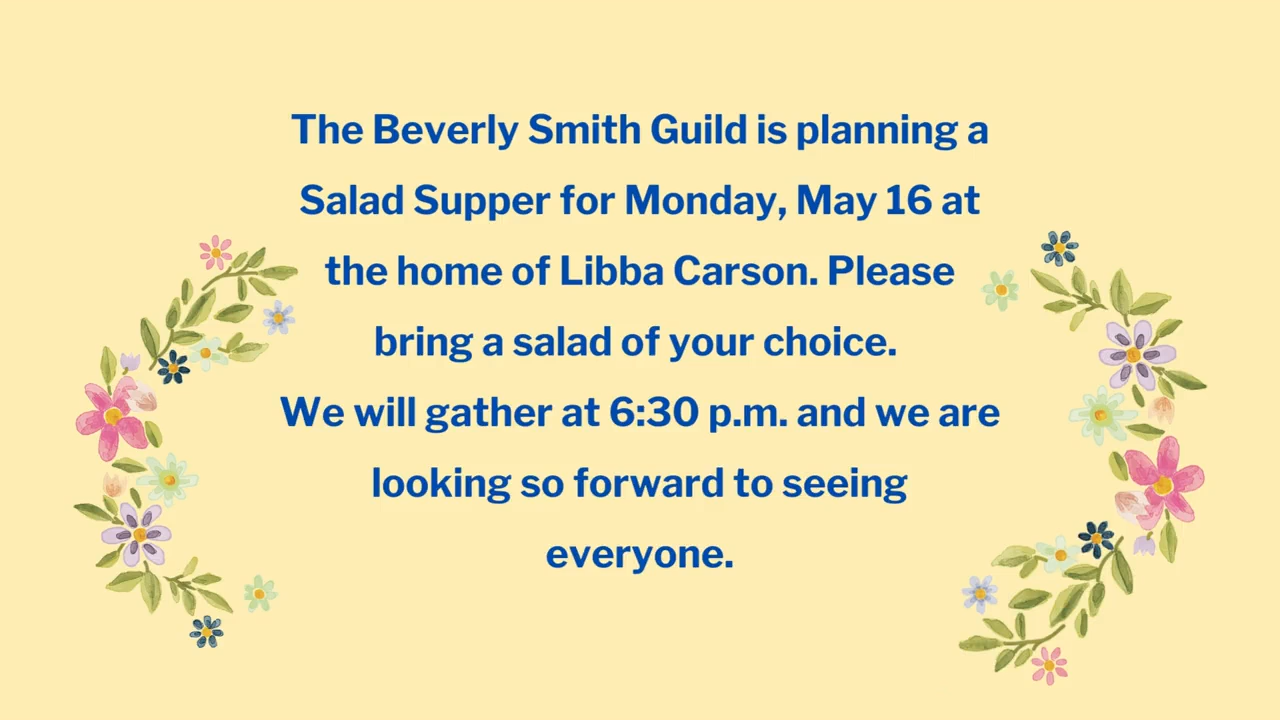 The Beverly Smith Guild is planning a
Salad Supper for Monday, May 16 at
the home of Libba Carson. Please
bring a salad of your choice.
We will gather at 6:30 p.m. and we are
looking so forward to seeing
everyone.